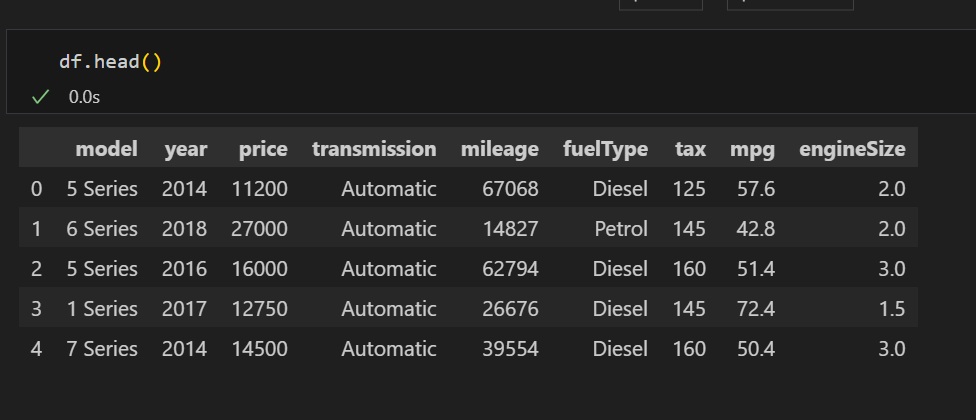 df.head()
0.0s
model year price transmission mileage fuelType tax mpg engineSize
0 5 Series 2014 11200 Automatic 67068 Diesel 125 57.6 2.0
1 6 Series 2018 27000 Automatic 14827 Petrol 145 42.8 2.0
2 5 Series 2016 16000 Automatic 62794 Diesel 160 51.4 3.0
3 1 Series 2017 12750 Automatic 26676 Diesel 145 72.4 1.5
4 7 Series 2014 14500 Automatic 39554 Diesel 160 50.4 3.0